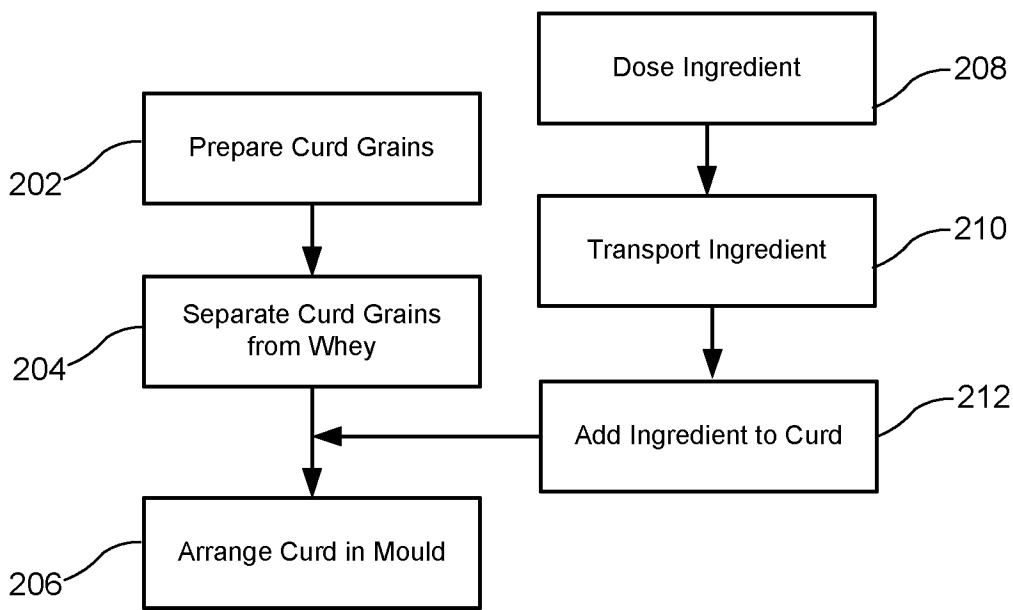 Dose Ingredient
208
Prepare Curd Grains
202
Transport Ingredient
210
Separate Curd Grains
from Whey
204
Add Ingredient to Curd
212
Arrange Curd in Mould
206